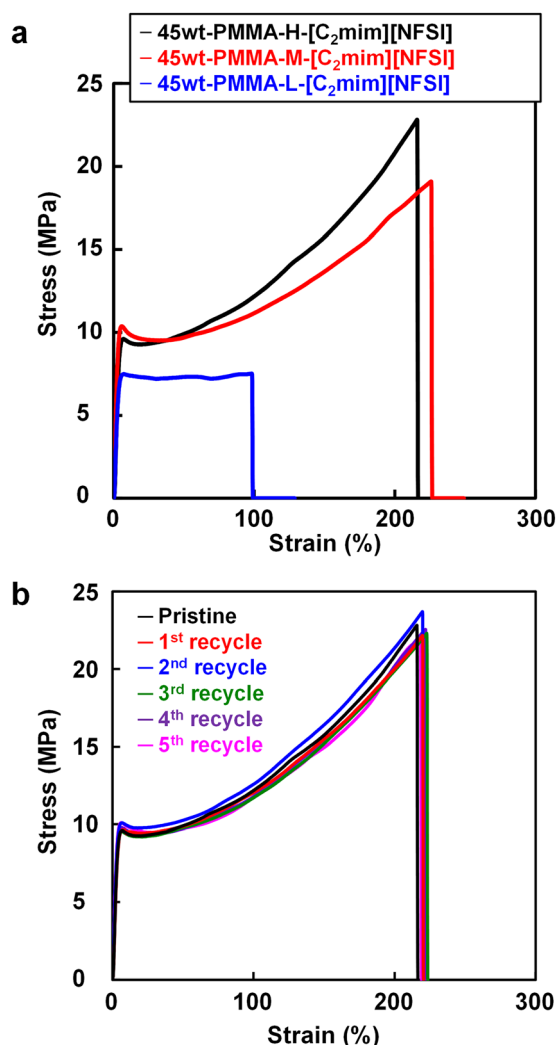 a
— 45wt-PMMA-H-[C₂mim][NFSI]
— 45wt-PMMA-M-[C₂mim][NFSI]
— 45wt-PMMA-L-[C₂mim][NFSI]
25
20
15
10
5
0
Stress (MPa)
0 100 200 300
Strain (%)
b
25
20
15
10
5
0
Stress (MPa)
— Pristine
— 1ˢᵗ recycle
— 2ⁿᵈ recycle
— 3ʳᵈ recycle
— 4ᵗʰ recycle
— 5ᵗʰ recycle
0 100 200 300
Strain (%)